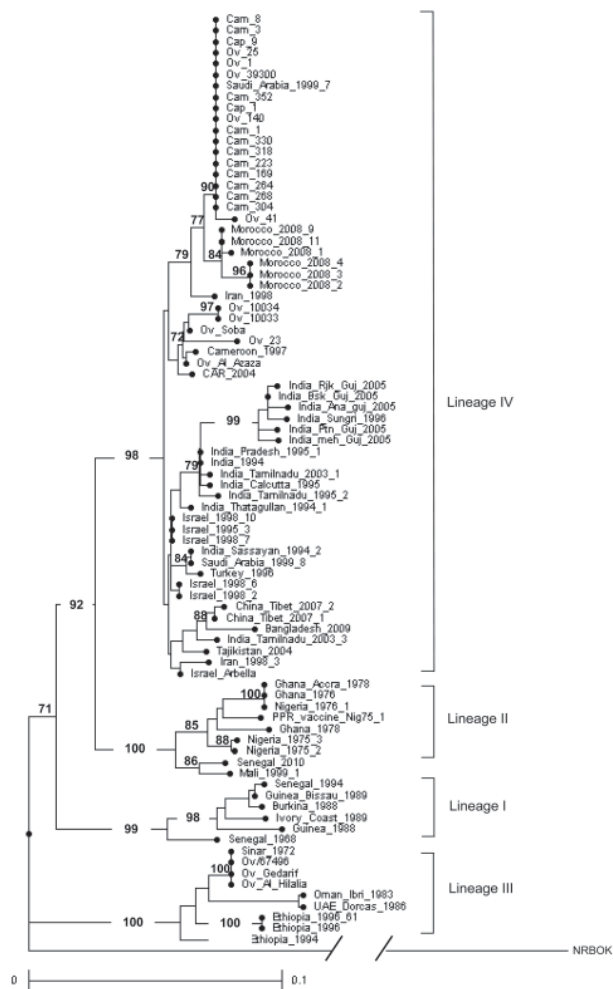 Cam_8
Cam_3
Cap_9
Ov_25
Ov_1
Ov_39300
Saudi_Arabia_1999_7
Cam_352
Cap_1
Ov_140
Cam_1
Cam_330
Cam_318
Cam_223
Cam_169
Cam_264
90
Cam_268
Cam_304
Ov_41
77
Morocco_2008_9
Morocco_2008_11
Morocco_2008_1
79
84
Morocco_2008_4
96
Morocco_2008_3
Morocco_2008_2
Iran_1998
97
Ov_10034
Ov_10033
Ov_Soba
72
Ov_23
Cameroon_1997
Ov_Al_Azaza
CAR_2004
India_Rjk_Guj_2005
India_Bsk_Guj_2005
India_Ana_guj_2005
Lineage IV
99
India_Sungri_1996
India_Ptn_Guj_2005
India_meh_Guj_2005
India_Pradesh_1995_1
98
India_1994
79
India_Tamilnadu_2003_1
India_Calcutta_1995
India_Tamilnadu_1995_2
India_Thatagullan_1994_1
Israel_1998_10
Israel_1995_3
Israel_1998_7
India_Sassayan_1994_2
84
Saudi_Arabia_1999_8
Turkey_1996
Israel_1998_6
Israel_1998_2
92
China_Tibet_2007_2
88
China_Tibet_2007_1
Bangladesh_2009
India_Tamilnadu_2003_3
Tajikistan_2004
Iran_1998_3
Israel_Arbella
Ghana_Accra_1978
100
Ghana_1976
Nigeria_1976_1
71
PPR_vaccine_Nig75_1
85
Ghana_1978
Lineage II
88
Nigeria_1975_3
100
Nigeria_1975_2
86
Senegal_2010
Mali_1999_1
Senegal_1994
Guinea_Bissau_1989
Burkina_1988
Lineage I
98
Ivory_Coast_1989
99
Guinea_1988
Senegal_1968
Sinar_1972
Ov/67496
100
Ov_Gedarif
Ov_Al_Hilalia
Lineage III
Oman_Ibri_1983
UAE_Dorcas_1986
Ethiopia_1996_61
100
100
Ethiopia_1996
Ethiopia_1994
NRBOK
0
0.1